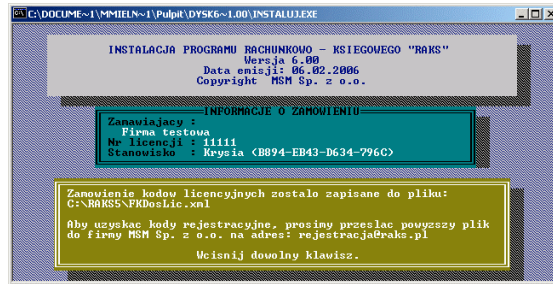 C:\DOCUME~1\MMIELN~1\Pulpit\DYSK6~1.00\INSTALUJ.EXE
INSTALACJA PROGRAMU RACHUNKOWO - KSIEGOWEGO "RAKS"
Wersja 6.00
Data emisji: 06.02.2006
Copyright MSM Sp. z o.o.
INFORMACJE O ZAMOWIENIU
Zamawiajacy :
Firma testowa
Nr licencji : 11111
Stanowisko : Krysia (B894-EB43-D634-796C)
Zamowienie kodow licencyjnych zostalo zapisane do pliku:
C:\RAKS5\FKDosLic.xml
Aby uzyskac kody rejestracyjne, prosimy przeslac powyzszy plik
do firmy MSM Sp. z o.o. na adres: rejestracja@raks.pl
Wcisnij dowolny klawisz.